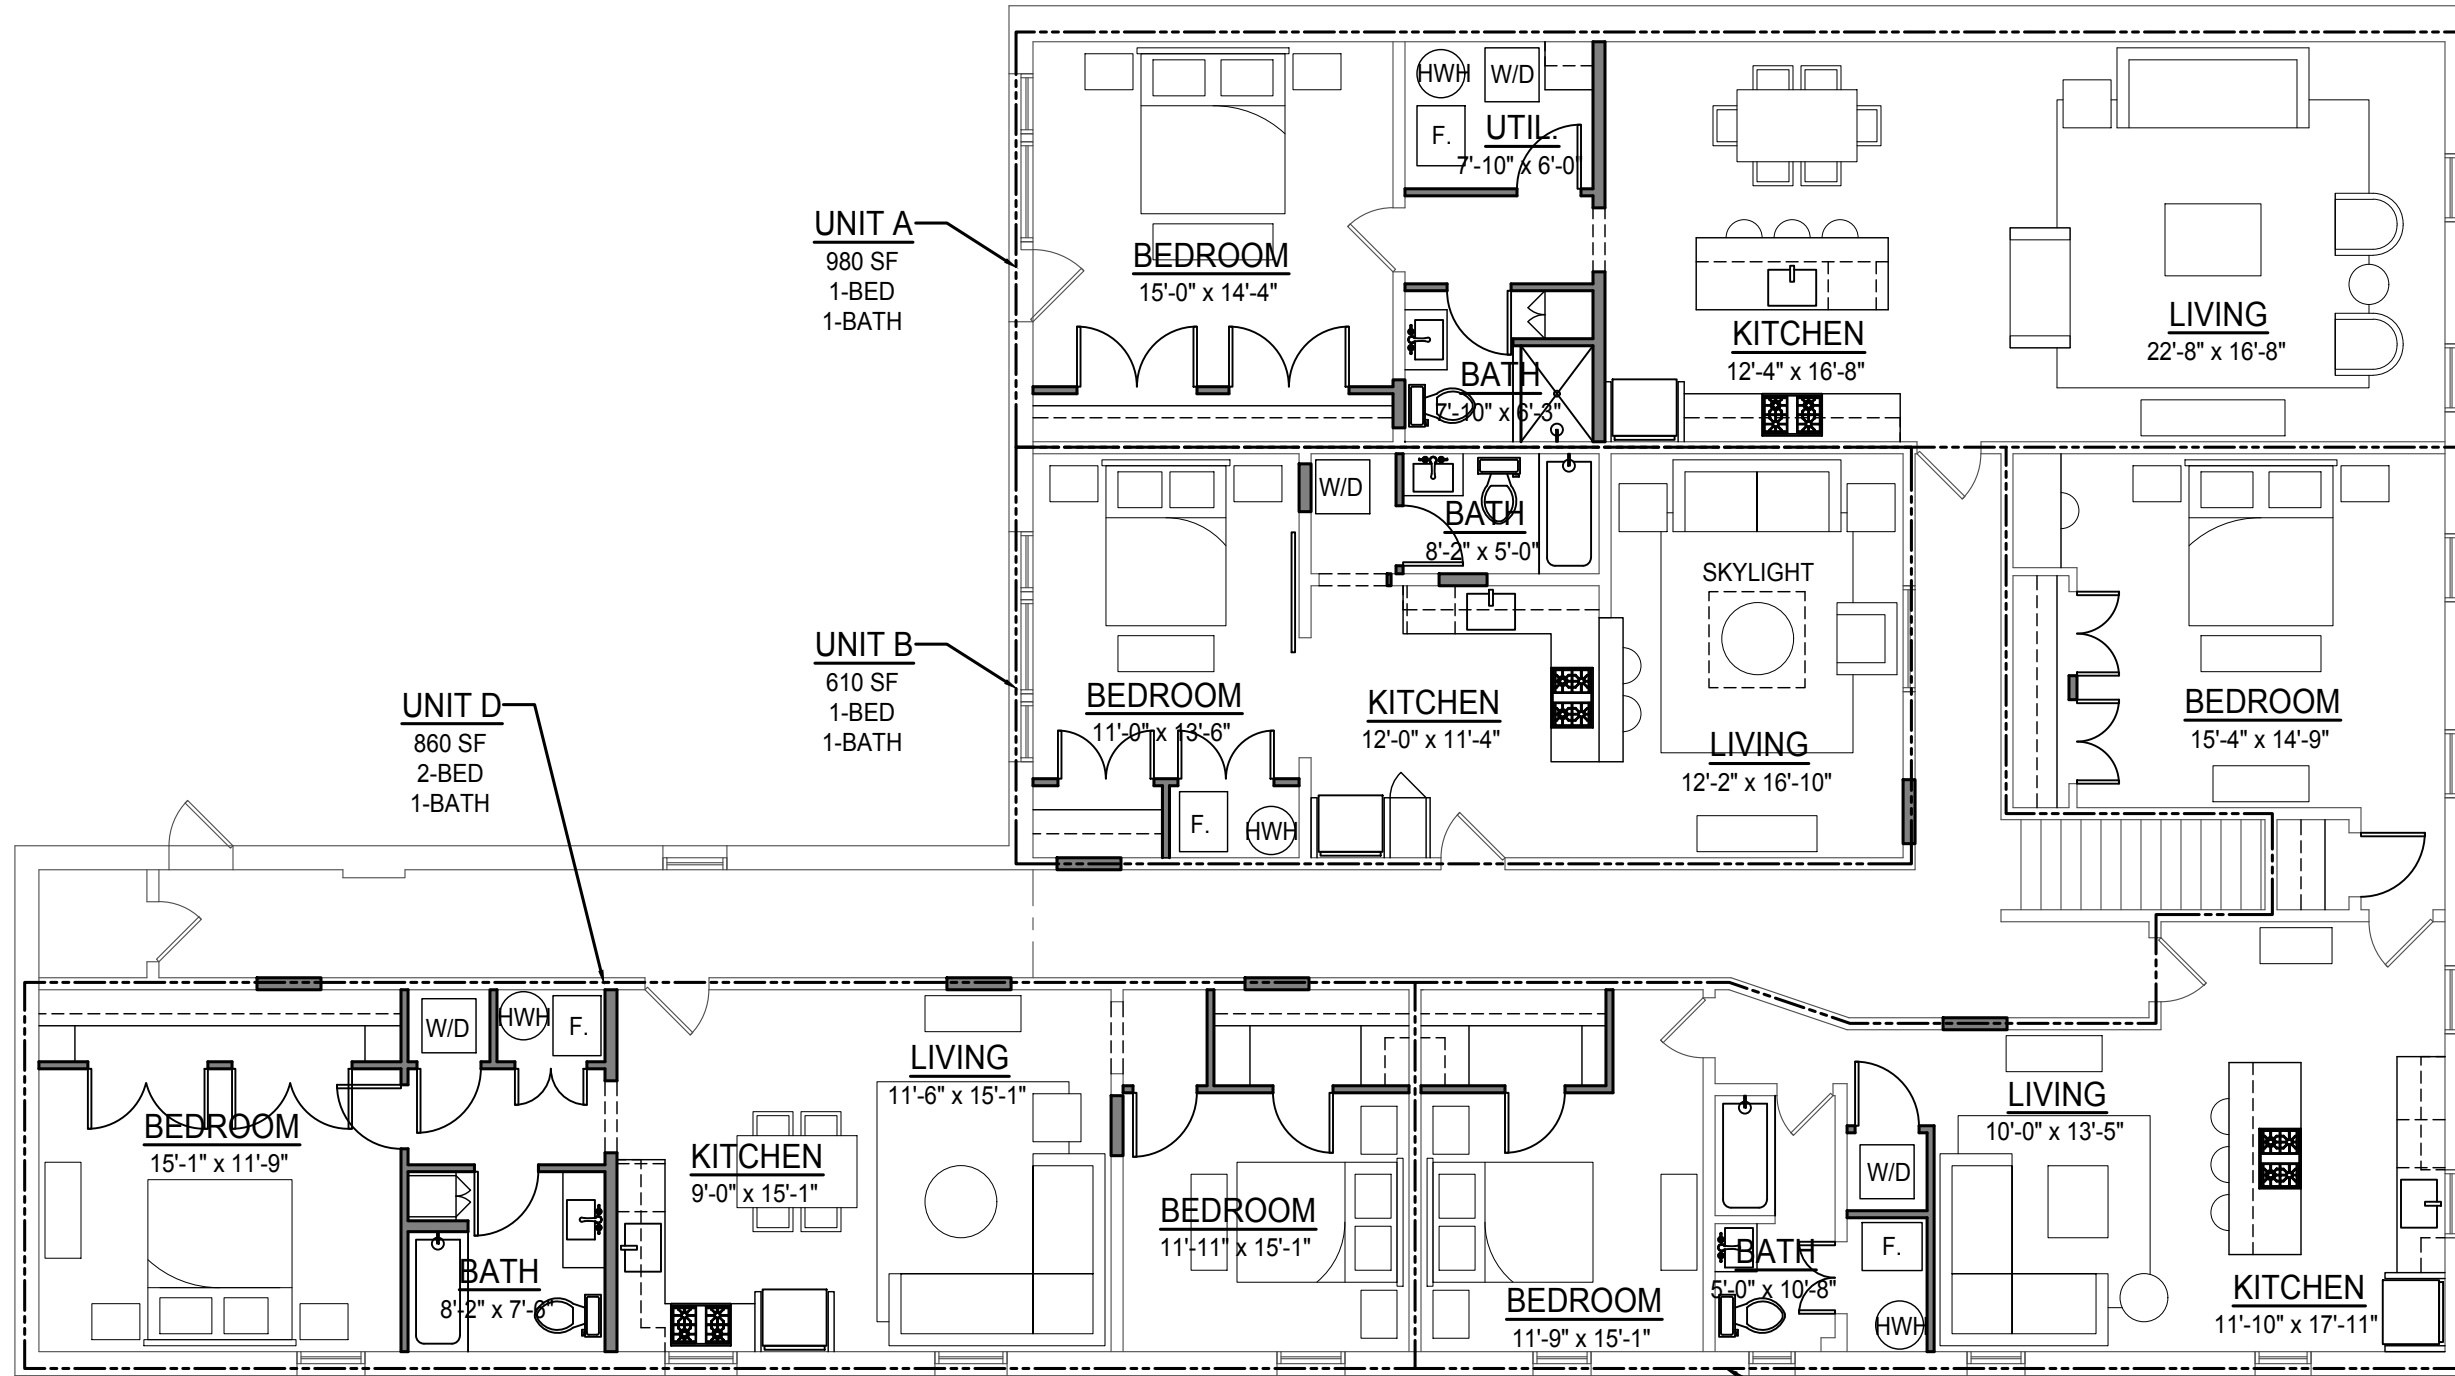 UNIT A
980 SF
1-BED
1-BATH
BEDROOM
15'-0" x 14'-4"
HWH
W/D
F.
UTIL.
7'-10" x 6'-0"
BATH
7'-10" x 6'-3"
KITCHEN
12'-4" x 16'-8"
LIVING
22'-8" x 16'-8"
UNIT B
610 SF
1-BED
1-BATH
BEDROOM
11'-0" x 13'-6"
W/D
BATH
8'-2" x 5'-0"
F.
HWH
KITCHEN
12'-0" x 11'-4"
SKYLIGHT
LIVING
12'-2" x 16'-10"
BEDROOM
15'-4" x 14'-9"
UNIT D
860 SF
2-BED
1-BATH
BEDROOM
15'-1" x 11'-9"
W/D
HWH
F.
BATH
8'-2" x 7'-6"
KITCHEN
9'-0" x 15'-1"
LIVING
11'-6" x 15'-1"
BEDROOM
11'-11" x 15'-1"
BEDROOM
11'-9" x 15'-1"
BATH
5'-0" x 10'-8"
W/D
F.
HWH
LIVING
10'-0" x 13'-5"
KITCHEN
11'-10" x 17'-11"